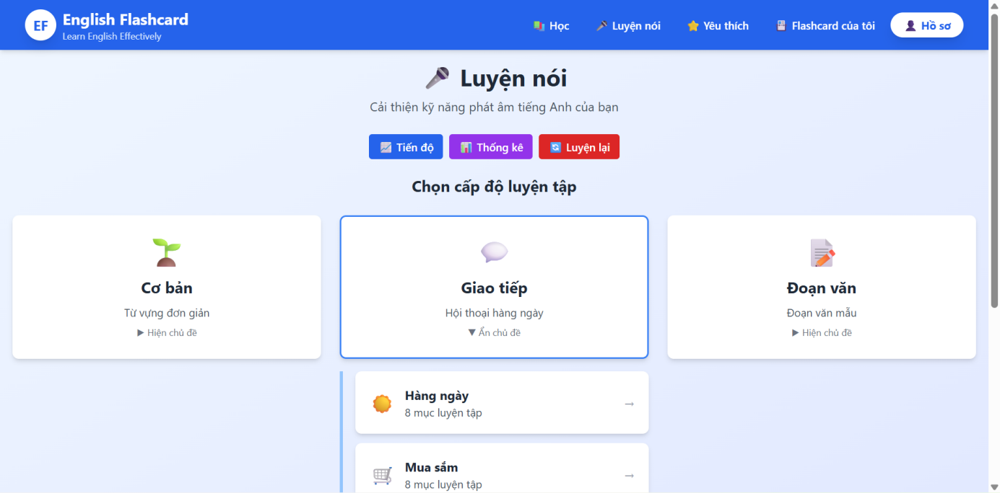 EF
English Flashcard
Learn English Effectively
Học
Luyện nói
Yêu thích
Flashcard của tôi
Hồ sơ
Luyện nói
Cải thiện kỹ năng phát âm tiếng Anh của bạn
Tiến độ
Thống kê
Luyện lại
Chọn cấp độ luyện tập
Cơ bản
Từ vựng đơn giản
▶ Hiện chủ đề
Giao tiếp
Hội thoại hàng ngày
▼ Ẩn chủ đề
Đoạn văn
Đoạn văn mẫu
▶ Hiện chủ đề
Hàng ngày
8 mục luyện tập
→
Mua sắm
8 mục luyện tập
→